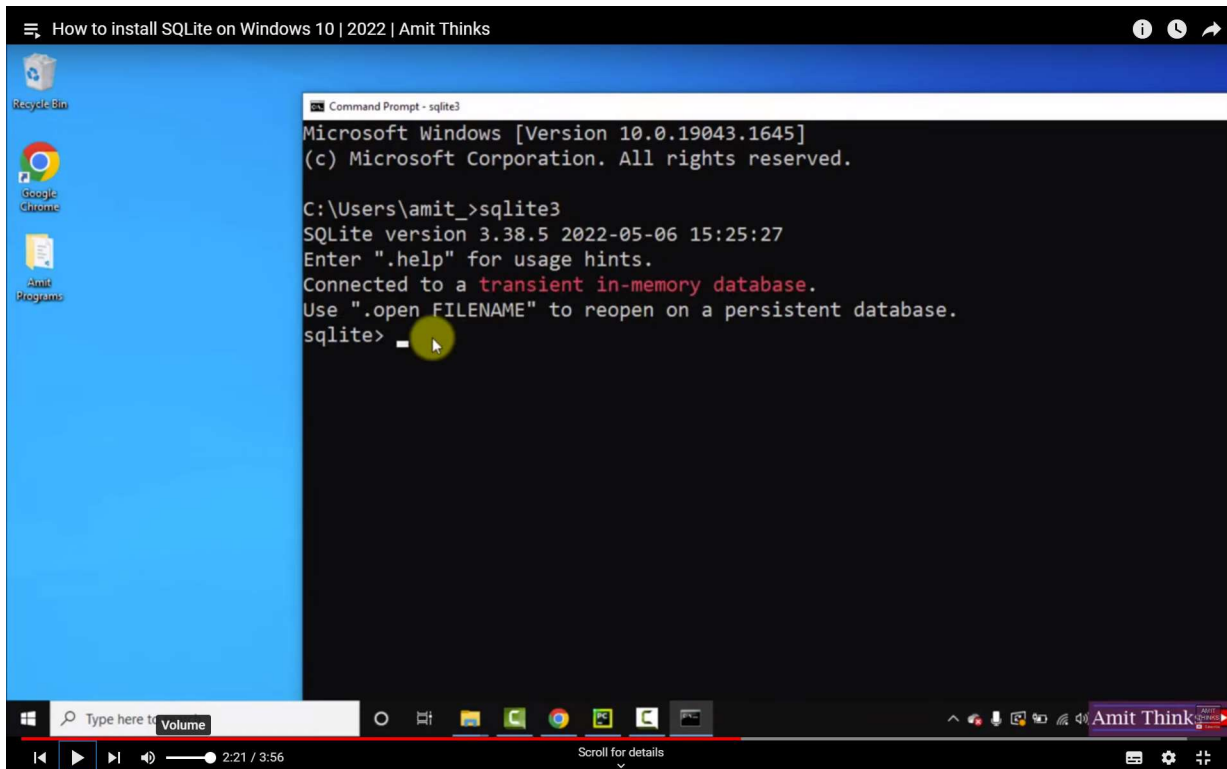 How to install SQLite on Windows 10 | 2022 | Amit Thinks
Recycle Bin
Google
Chrome
Amit
Programs
Command Prompt - sqlite3
Microsoft Windows [Version 10.0.19043.1645]
(c) Microsoft Corporation. All rights reserved.
C:\Users\amit_>sqlite3
SQLite version 3.38.5 2022-05-06 15:25:27
Enter ".help" for usage hints.
Connected to a transient in-memory database.
Use ".open FILENAME" to reopen on a persistent database.
sqlite>
Type here to
Volume
Amit Thinks
2:21 / 3:56
Scroll for details